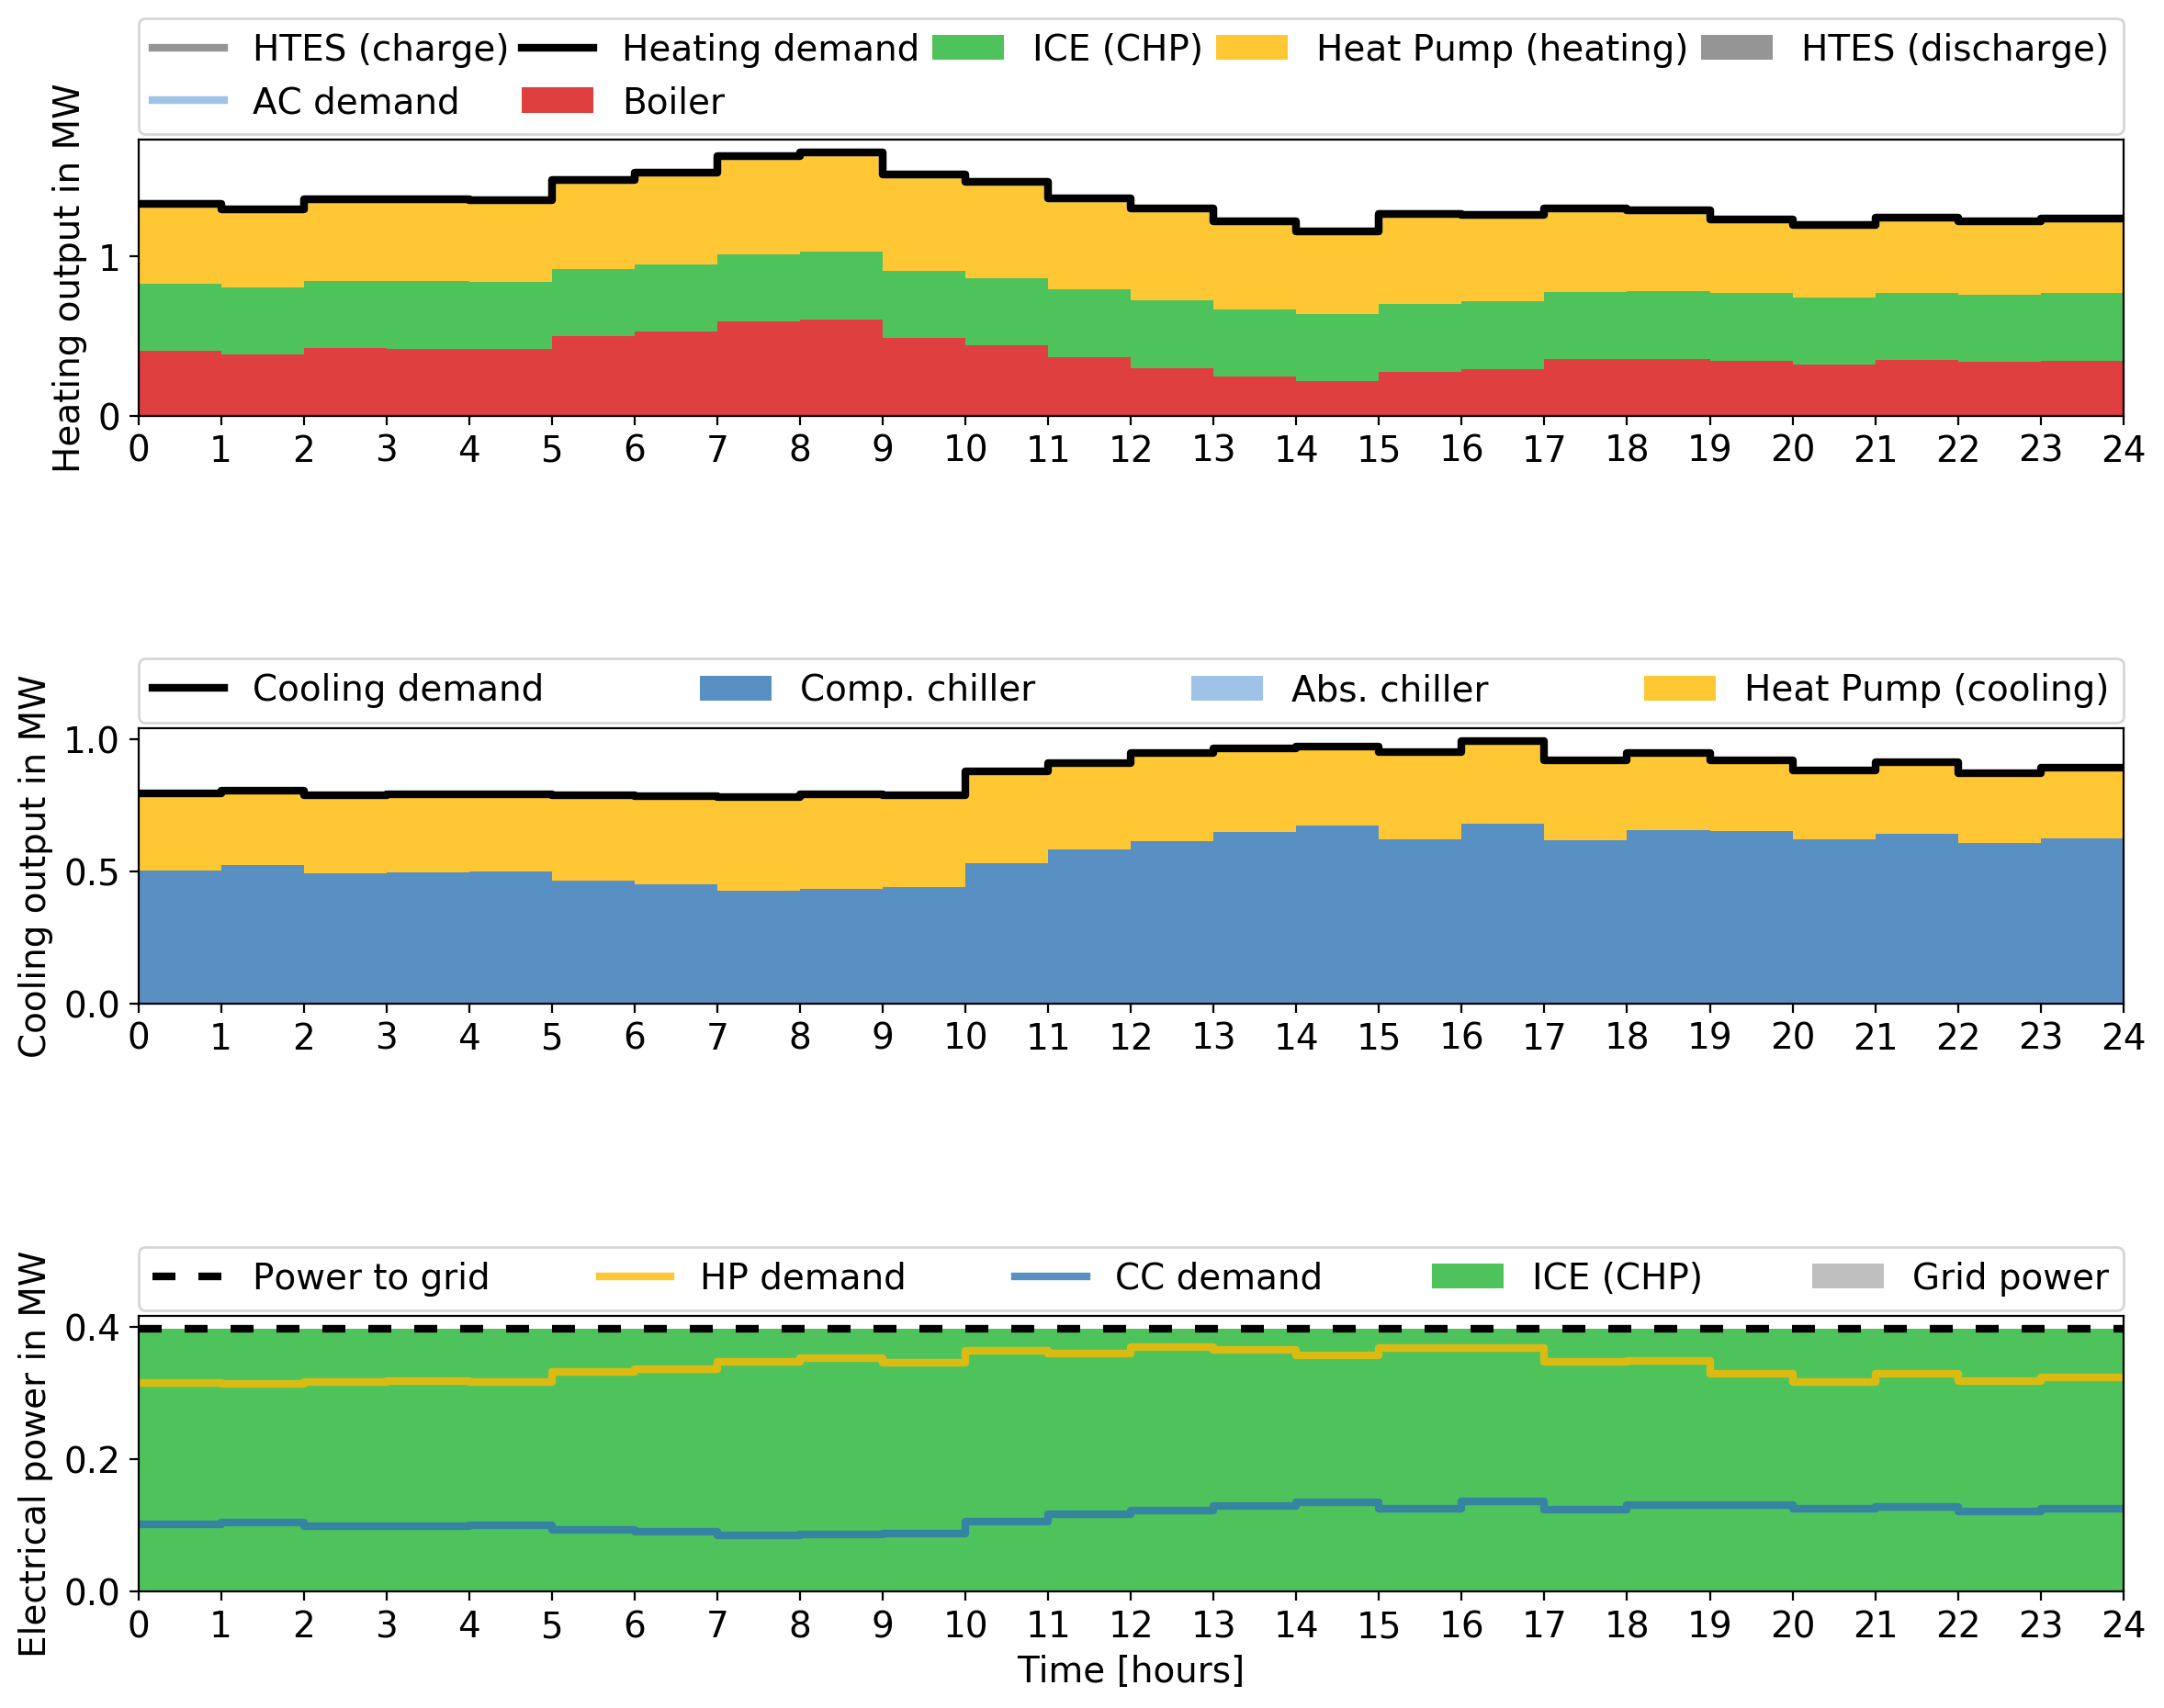 HTES (charge) Heating demand ICE (CHP) Heat Pump (heating) HTES (discharge)
AC demand Boiler
Heating output in MW
1
0
0 1 2 3 4 5 6 7 8 9 10 11 12 13 14 15 16 17 18 19 20 21 22 23 24
Cooling demand Comp. chiller Abs. chiller Heat Pump (cooling)
Cooling output in MW
1.0
0.5
0.0
0 1 2 3 4 5 6 7 8 9 10 11 12 13 14 15 16 17 18 19 20 21 22 23 24
Power to grid HP demand CC demand ICE (CHP) Grid power
Electrical power in MW
0.4
0.2
0.0
0 1 2 3 4 5 6 7 8 9 10 11 12 13 14 15 16 17 18 19 20 21 22 23 24
Time [hours]